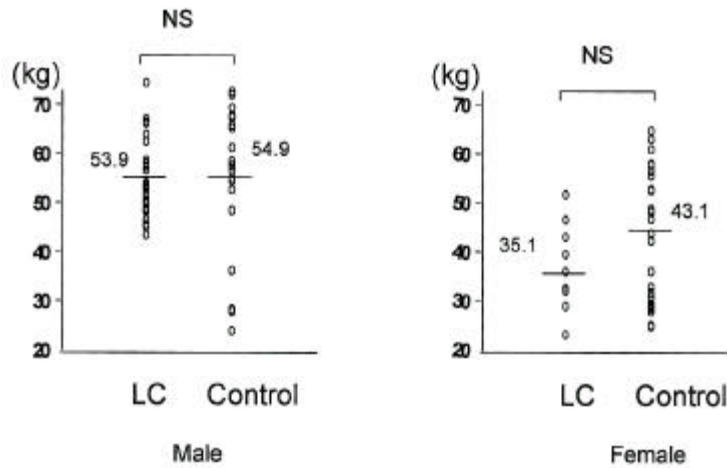 NS
(kg)
70
60
50
40
30
20
53.9
54.9
LC Control
Male
NS
(kg)
70
60
50
40
30
20
35.1
43.1
LC Control
Female